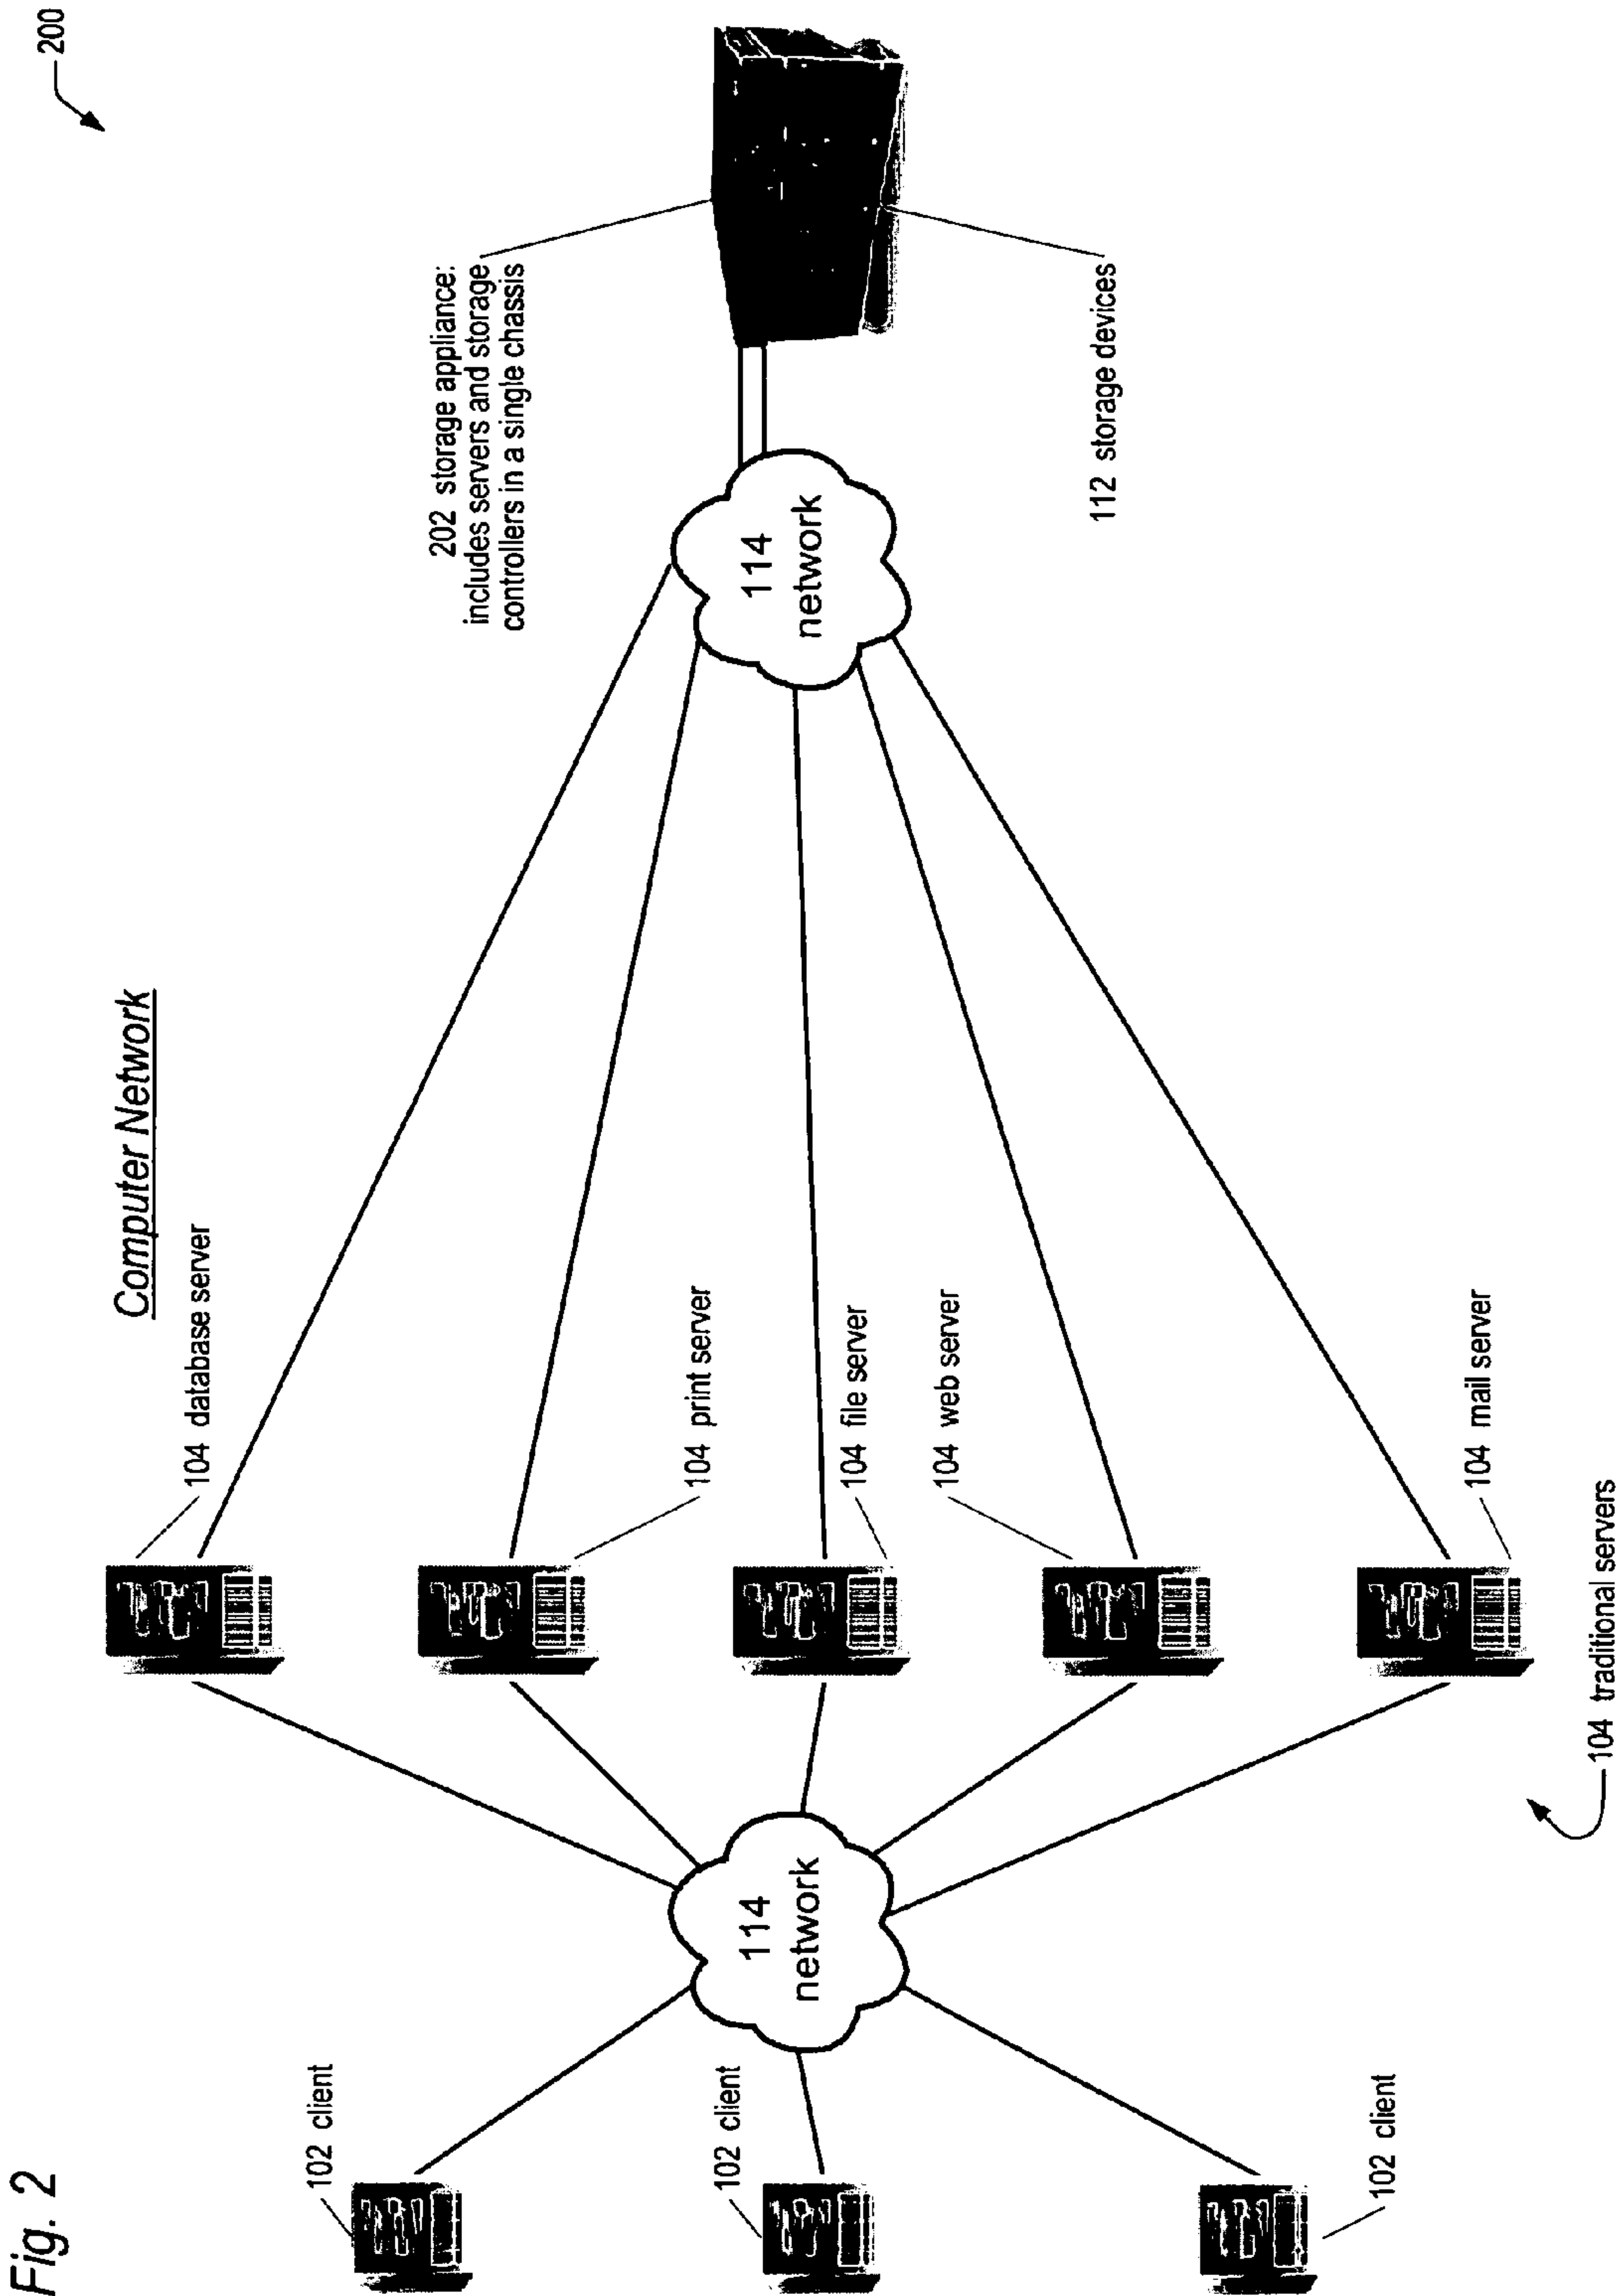 Fig. 2
Computer Network
200
102 client
102 client
102 client
114
network
104 database server
104 print server
104 file server
104 web server
104 mail server
104 traditional servers
114
network
202 storage appliance:
includes servers and storage
controllers in a single chassis
112 storage devices